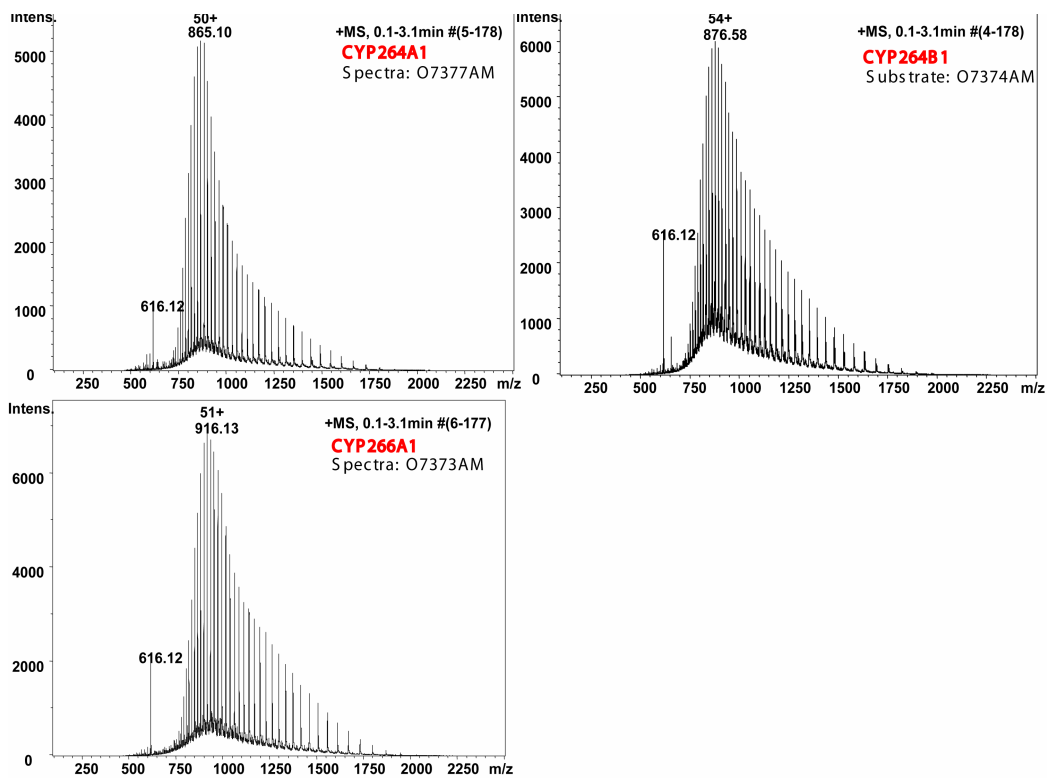 Intens.
50+
865.10
+MS, 0.1-3.1min #(5-178)
CYP264A1
Spectra: O7377AM
5000
4000
3000
2000
1000
616.12
0
250 500 750 1000 1250 1500 1750 2000 2250 m/z
Intens.
54+
876.58
+MS, 0.1-3.1min #(4-178)
CYP264B1
Substrate: O7374AM
6000
5000
4000
3000
616.12
2000
1000
0
250 500 750 1000 1250 1500 1750 2000 2250 m/z
Intens.
51+
916.13
+MS, 0.1-3.1min #(6-177)
CYP266A1
Spectra: O7373AM
6000
4000
616.12
2000
0
250 500 750 1000 1250 1500 1750 2000 2250 m/z